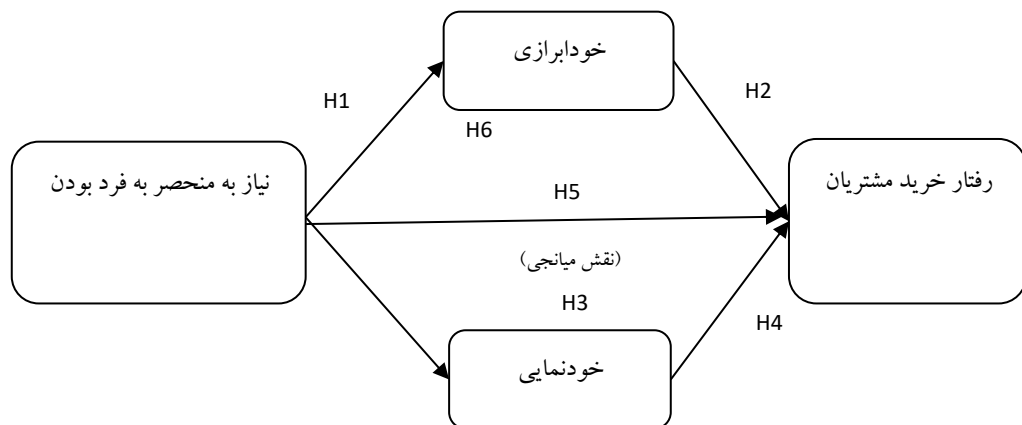 خودابرازی
H1
H2
H6
نیاز به منحصر به فرد بودن
رفتار خرید مشتریان
H5
(نقش میانجی)
H3
H4
خودنمایی